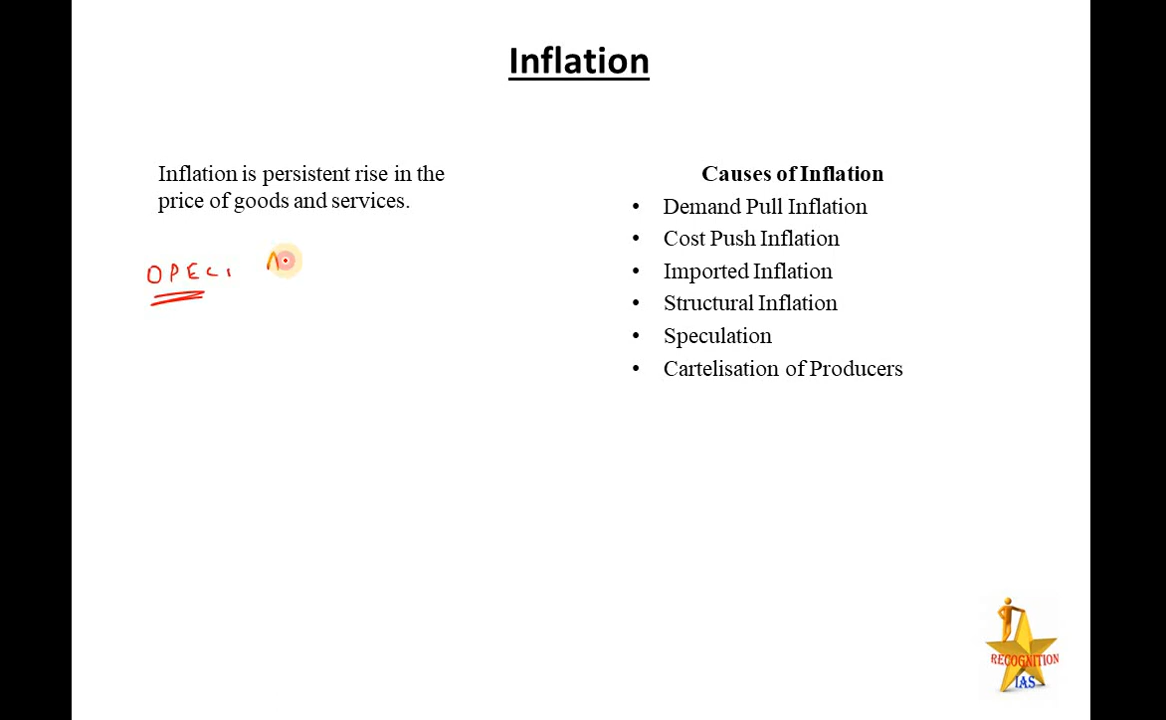 Inflation
Inflation is persistent rise in the
price of goods and services.
OPEC,
Causes of Inflation
• Demand Pull Inflation
• Cost Push Inflation
• Imported Inflation
• Structural Inflation
• Speculation
• Cartelisation of Producers
RECOGNITION
IAS